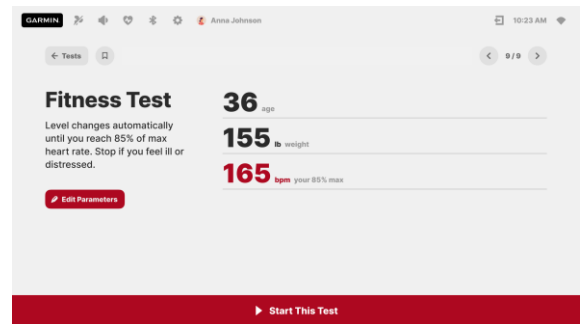 GARMIN
Anna Johnson
10:23 AM
Tests
9/9
Fitness Test
Level changes automatically
until you reach 85% of max
heart rate. Stop if you feel ill or
distressed.
Edit Parameters
36 age
155 lb weight
165 bpm your 85% max
Start This Test